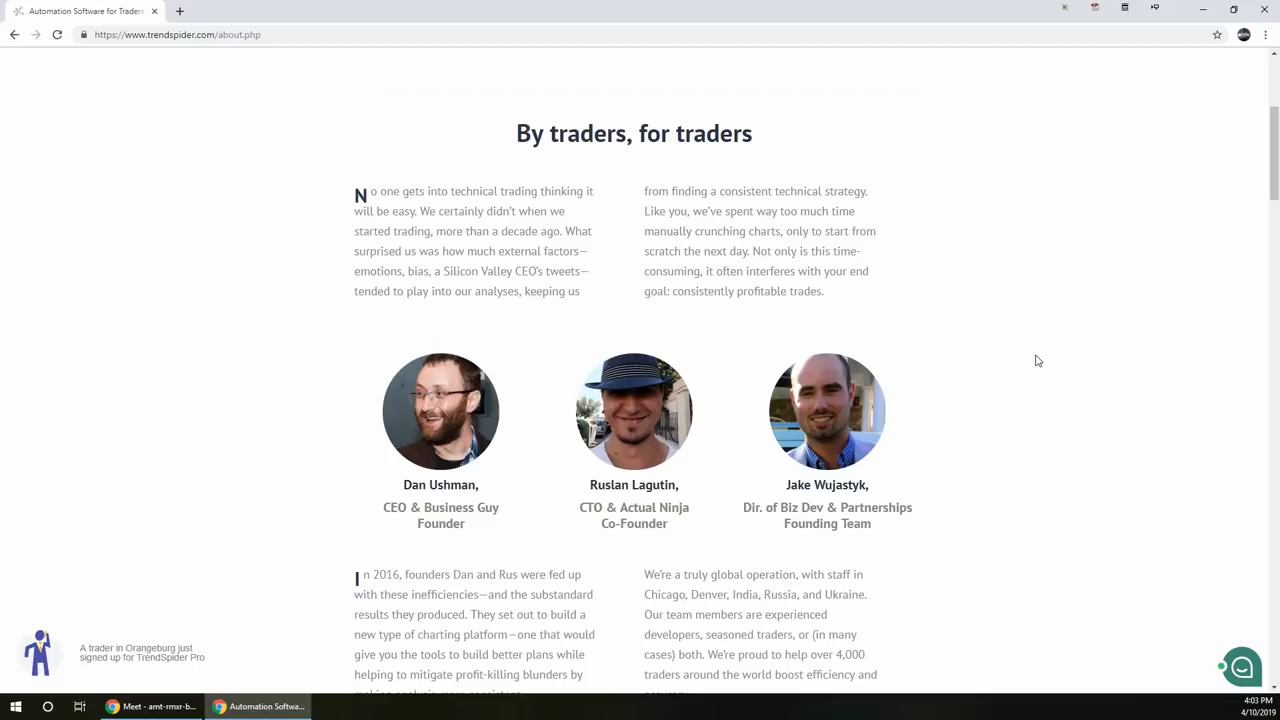 Automation Software for Traders
https://www.trendspider.com/about.php
By traders, for traders
No one gets into technical trading thinking it
will be easy. We certainly didn't when we
started trading, more than a decade ago. What
surprised us was how much external factors—
emotions, bias, a Silicon Valley CEO's tweets—
tended to play into our analyses, keeping us
from finding a consistent technical strategy.
Like you, we've spent way too much time
manually crunching charts, only to start from
scratch the next day. Not only is this time-
consuming, it often interferes with your end
goal: consistently profitable trades.
Dan Ushman,
CEO & Business Guy
Founder
Ruslan Lagutin,
CTO & Actual Ninja
Co-Founder
Jake Wujastyk,
Dir. of Biz Dev & Partnerships
Founding Team
In 2016, founders Dan and Rus were fed up
with these inefficiencies—and the substandard
results they produced. They set out to build a
new type of charting platform—one that would
give you the tools to build better plans while
helping to mitigate profit-killing blunders by
We're a truly global operation, with staff in
Chicago, Denver, India, Russia, and Ukraine.
Our team members are experienced
developers, seasoned traders, or (in many
cases) both. We're proud to help over 4,000
traders around the world boost efficiency and
A trader in Orangeburg just
signed up for TrendSpider Pro
Meet - amt-rmxr-b...
Automation Softwa...
4:03 PM
4/10/2019